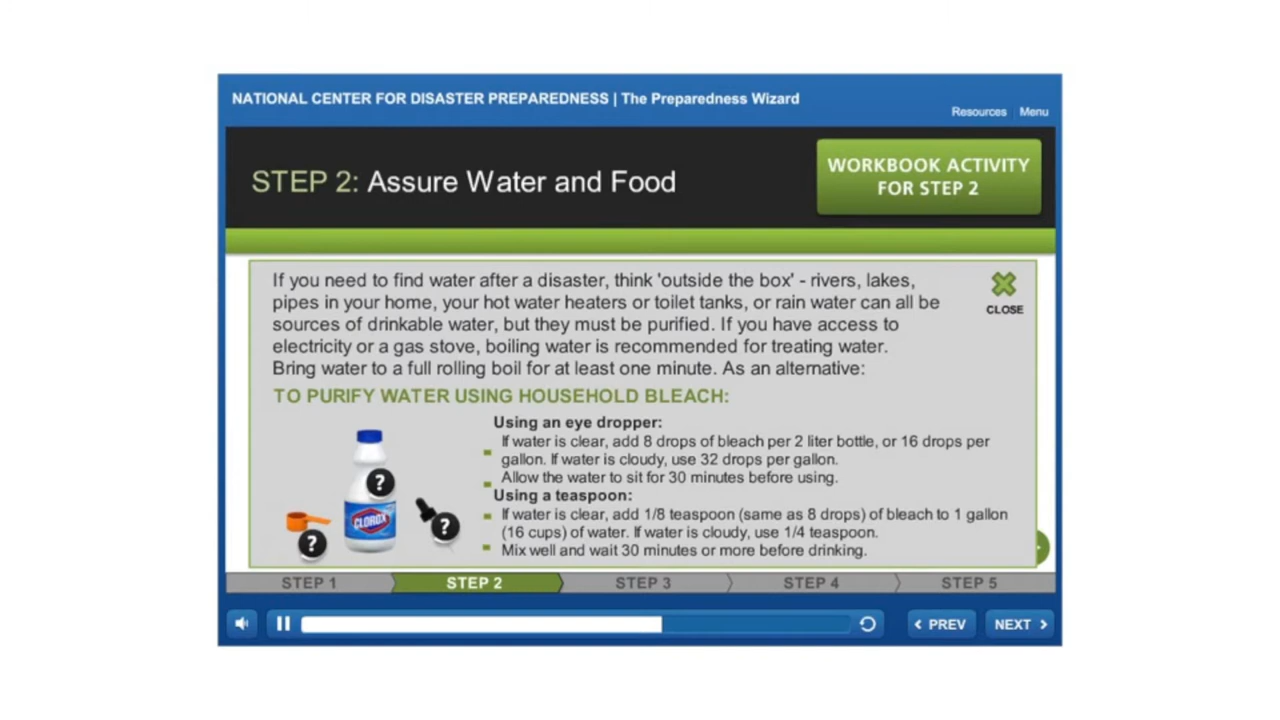 NATIONAL CENTER FOR DISASTER PREPAREDNESS | The Preparedness Wizard
Resources Menu
STEP 2: Assure Water and Food
WORKBOOK ACTIVITY
FOR STEP 2
If you need to find water after a disaster, think 'outside the box' - rivers, lakes,
pipes in your home, your hot water heaters or toilet tanks, or rain water can all be
sources of drinkable water, but they must be purified. If you have access to
electricity or a gas stove, boiling water is recommended for treating water.
Bring water to a full rolling boil for at least one minute. As an alternative:
CLOSE
TO PURIFY WATER USING HOUSEHOLD BLEACH:
Using an eye dropper:
If water is clear, add 8 drops of bleach per 2 liter bottle, or 16 drops per
gallon. If water is cloudy, use 32 drops per gallon.
Allow the water to sit for 30 minutes before using.
Using a teaspoon:
If water is clear, add 1/8 teaspoon (same as 8 drops) of bleach to 1 gallon
(16 cups) of water. If water is cloudy, use 1/4 teaspoon.
Mix well and wait 30 minutes or more before drinking.
?
CLOROX
?
?
STEP 1 STEP 2 STEP 3 STEP 4 STEP 5
PREV NEXT